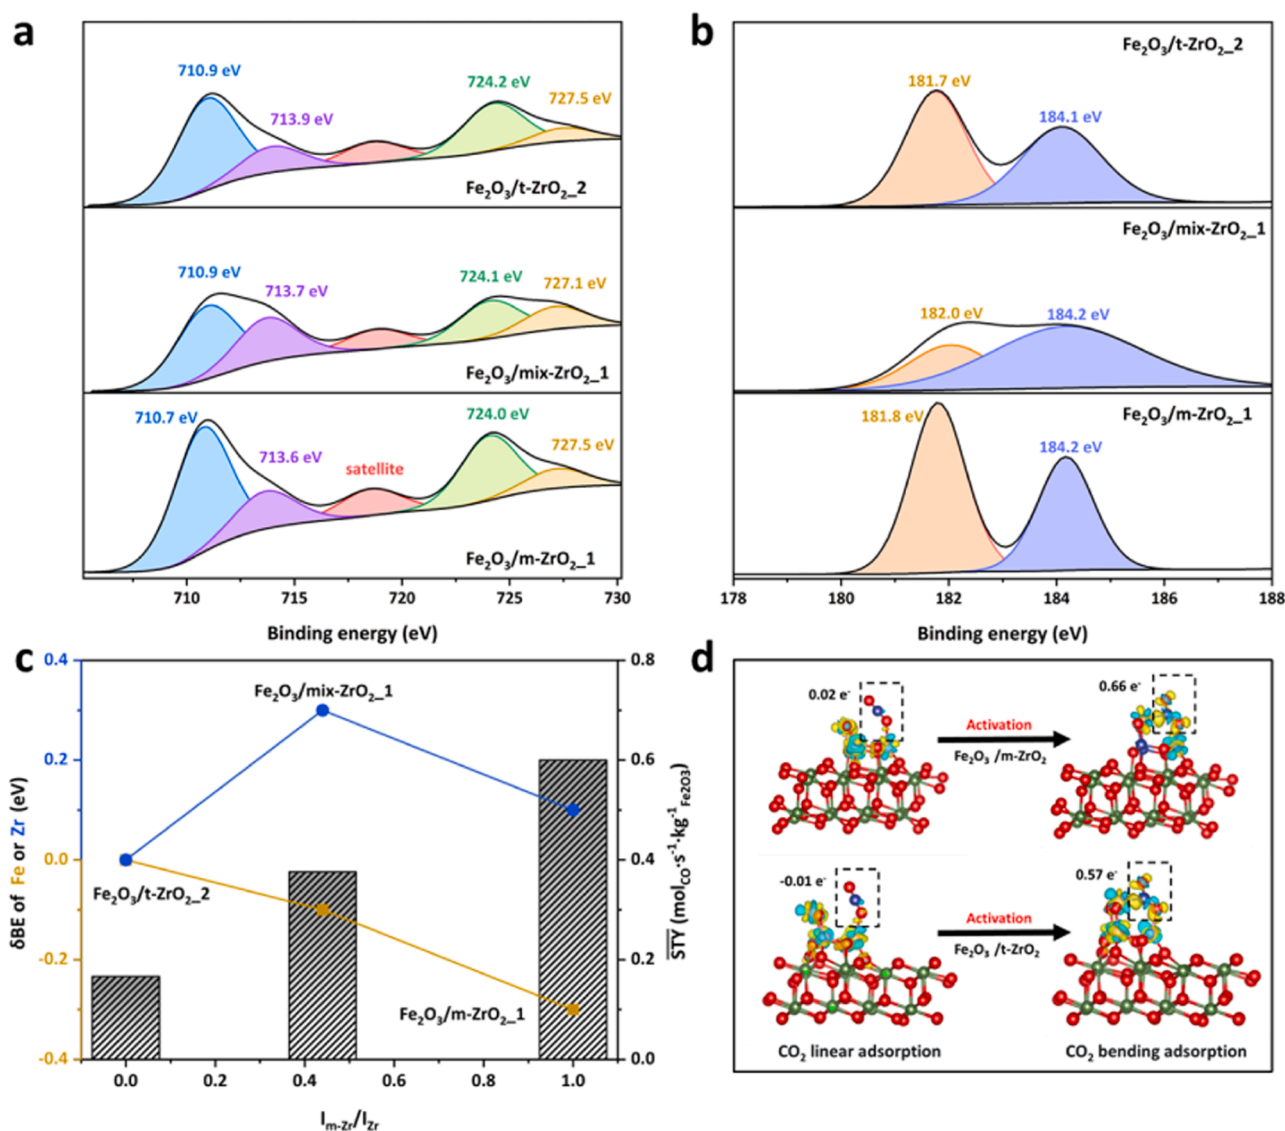 a
710.9 eV
713.9 eV
724.2 eV
727.5 eV
Fe₂O₃/t-ZrO₂_2
710.9 eV
713.7 eV
724.1 eV
727.1 eV
Fe₂O₃/mix-ZrO₂_1
710.7 eV
713.6 eV
satellite
724.0 eV
727.5 eV
Fe₂O₃/m-ZrO₂_1
710 715 720 725 730
Binding energy (eV)
b
Fe₂O₃/t-ZrO₂_2
181.7 eV
184.1 eV
Fe₂O₃/mix-ZrO₂_1
182.0 eV
184.2 eV
Fe₂O₃/m-ZrO₂_1
181.8 eV
184.2 eV
178 180 182 184 186 188
Binding energy (eV)
c
δBE of Fe or Zr (eV)
0.4
0.2
0.0
-0.2
-0.4
Fe₂O₃/mix-ZrO₂_1
Fe₂O₃/t-ZrO₂_2
Fe₂O₃/m-ZrO₂_1
0.8
0.6
0.4
0.2
0.0
S̅T̅Y̅ (mol_CO·s⁻¹·kg⁻¹_Fe2O3)
0.0 0.2 0.4 0.6 0.8 1.0
I_m-Zr/I_Zr
d
0.02 e⁻
Activation
Fe₂O₃ /m-ZrO₂
0.66 e⁻
-0.01 e⁻
Activation
Fe₂O₃ /t-ZrO₂
0.57 e⁻
CO₂ linear adsorption
CO₂ bending adsorption